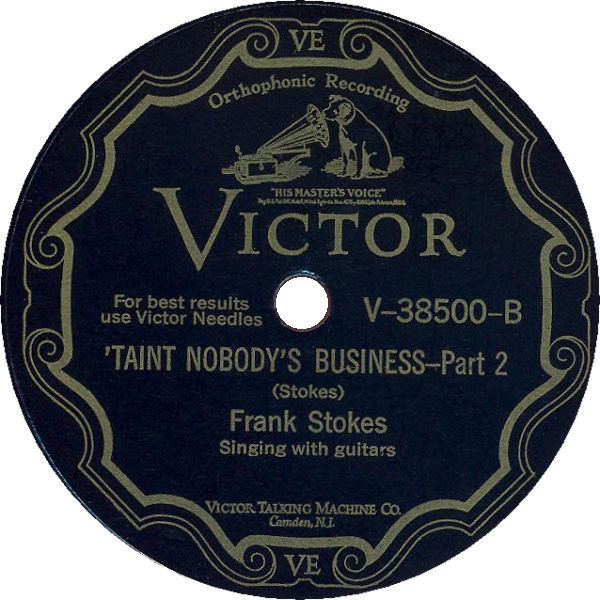 VE
Orthophonic Recording
"HIS MASTER'S VOICE"
VICTOR
For best results
use Victor Needles
V–38500–B
'TAINT NOBODY'S BUSINESS–Part 2
(Stokes)
Frank Stokes
Singing with guitars
VICTOR TALKING MACHINE CO.
Camden, N.J.
VE